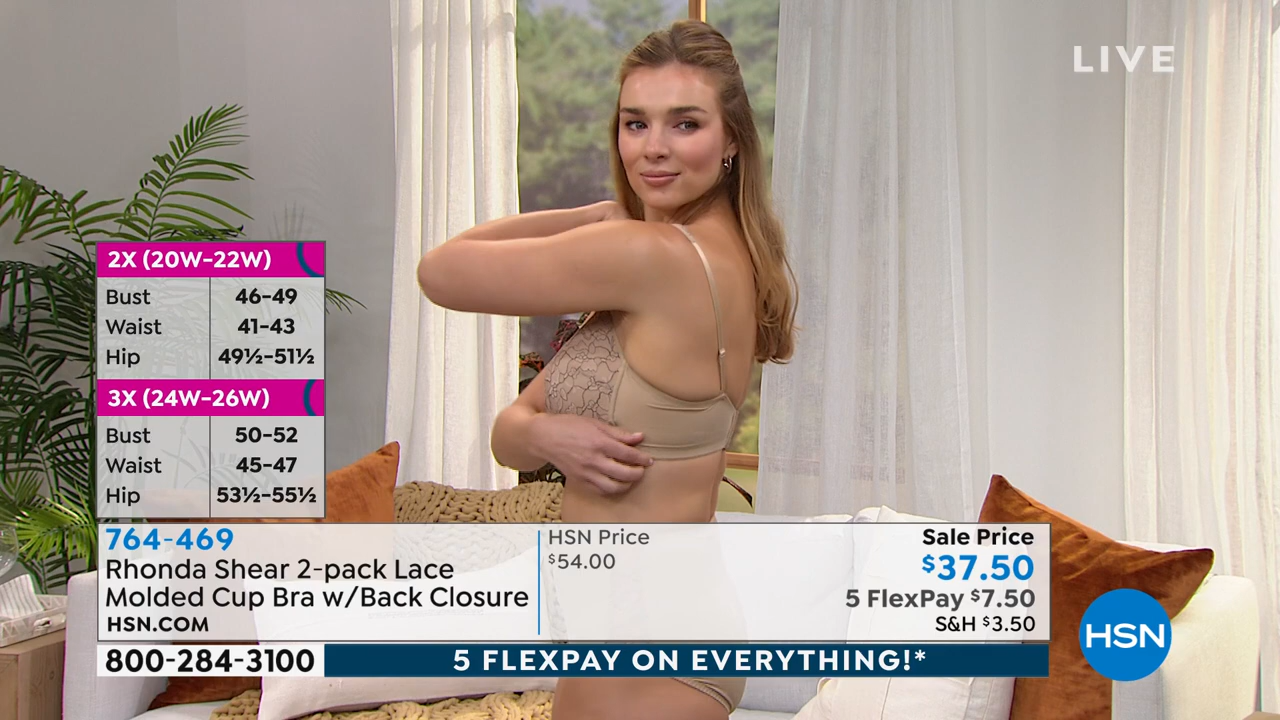 LIVE
2X (20W–22W)
Bust 46–49
Waist 41–43
Hip 49½–51½
3X (24W–26W)
Bust 50–52
Waist 45–47
Hip 53½–55½
764-469
Rhonda Shear 2-pack Lace
Molded Cup Bra w/Back Closure
HSN.COM
HSN Price
$54.00
Sale Price
$37.50
5 FlexPay $7.50
S&H $3.50
HSN
800-284-3100
5 FLEXPAY ON EVERYTHING!*